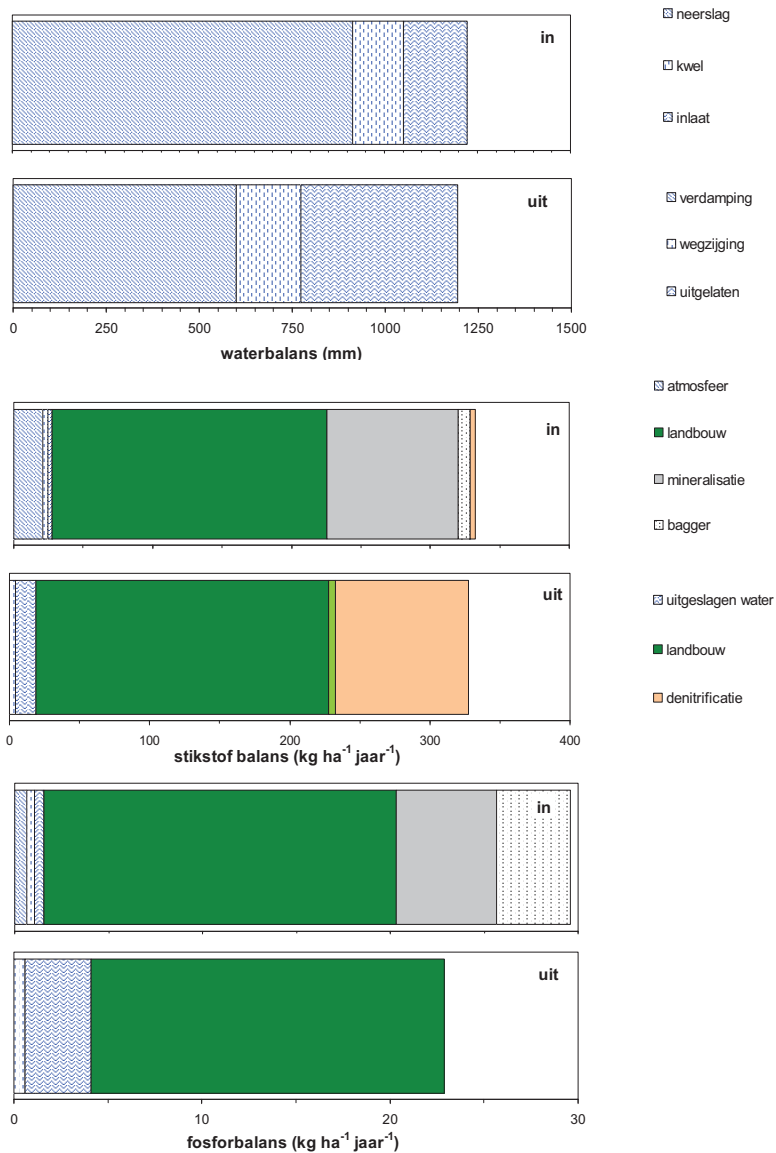 in
neerslag
kwel
inlaat
uit
verdamping
wegzijging
uitgelaten
0 250 500 750 1000 1250 1500
waterbalans (mm)
in
atmosfeer
landbouw
mineralisatie
bagger
uit
uitgeslagen water
landbouw
denitrificatie
0 100 200 300 400
stikstof balans (kg ha⁻¹ jaar⁻¹)
in
uit
0 10 20 30
fosforbalans (kg ha⁻¹ jaar⁻¹)